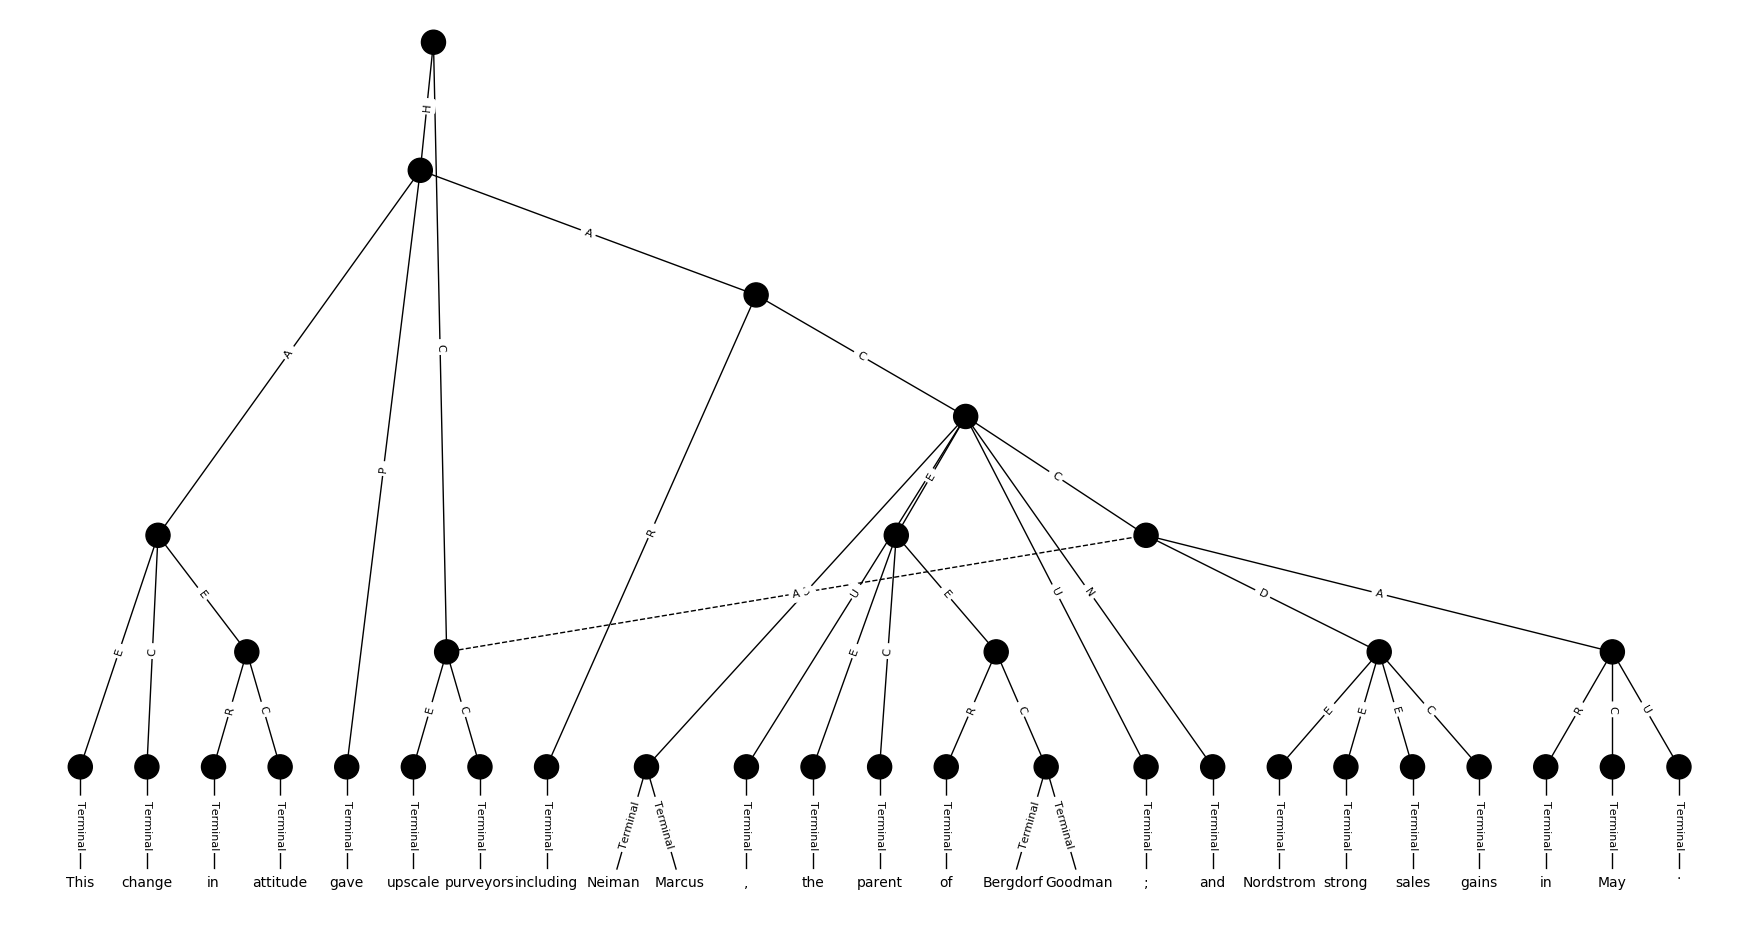 H
A
A
C
C
P
E
C
R
A
C
U
E
U
N
D
A
E
C
E
E
C
E
R
C
E
C
R
C
E
E
E
C
R
C
U
Terminal Terminal Terminal Terminal Terminal Terminal Terminal Terminal Terminal Terminal Terminal Terminal Terminal Terminal Terminal Terminal Terminal Terminal Terminal Terminal Terminal Terminal Terminal Terminal Terminal
This change in attitude gave upscale purveyors including Neiman Marcus , the parent of Bergdorf Goodman ; and Nordstrom strong sales gains in May .